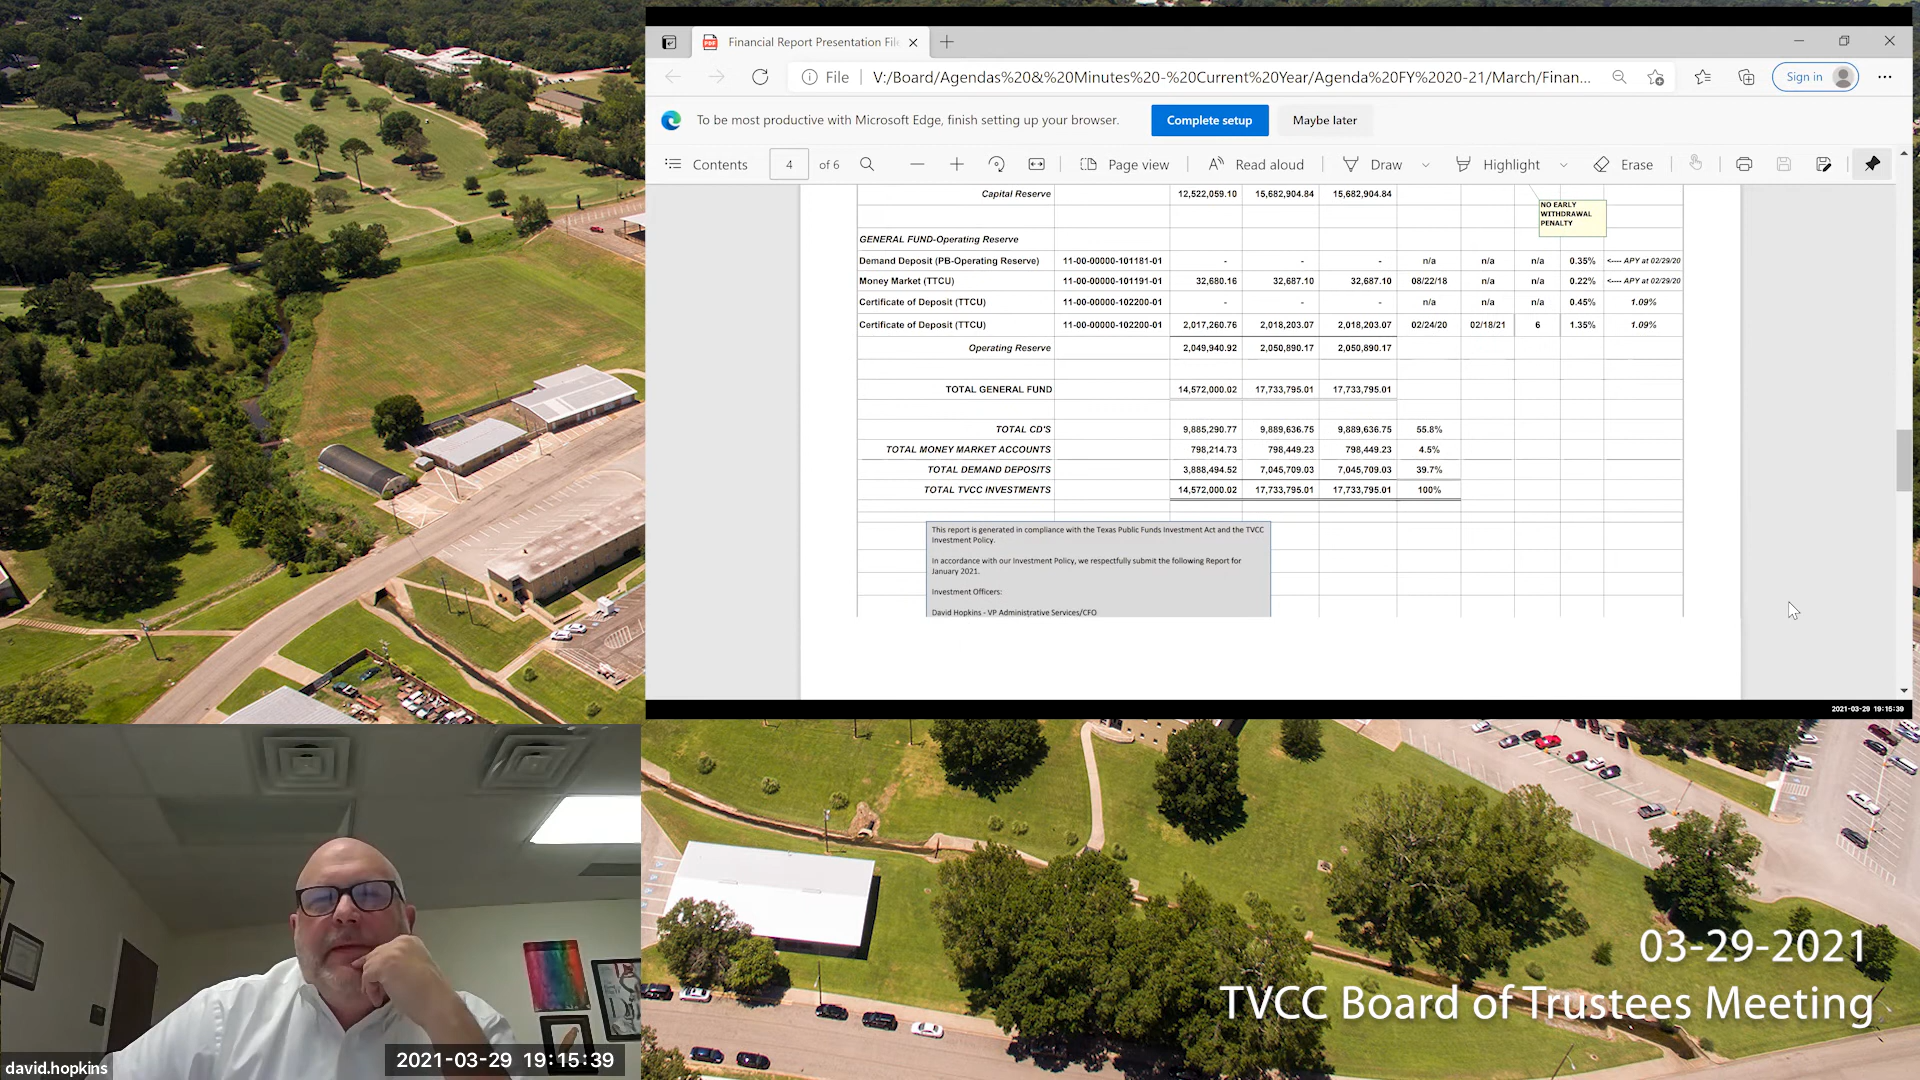 Financial Report Presentation File
File
V:/Board/Agendas%20&%20Minutes%20-%20Current%20Year/Agenda%20FY%2020-21/March/Finan...
Sign in
To be most productive with Microsoft Edge, finish setting up your browser.
Complete setup
Maybe later
Contents
4
of 6
Page view
Read aloud
Draw
Highlight
Erase
Capital Reserve 12,522,059.10 15,682,904.84 15,682,904.84
NO EARLY
WITHDRAWAL
PENALTY
GENERAL FUND-Operating Reserve
Demand Deposit (PB-Operating Reserve) 11-00-00000-101181-01 - - - n/a n/a n/a 0.35% <---- APY at 02/29/20
Money Market (TTCU) 11-00-00000-101191-01 32,680.16 32,687.10 32,687.10 08/22/18 n/a n/a 0.22% <---- APY at 02/29/20
Certificate of Deposit (TTCU) 11-00-00000-102200-01 - - - n/a n/a n/a 0.45% 1.09%
Certificate of Deposit (TTCU) 11-00-00000-102200-01 2,017,260.76 2,018,203.07 2,018,203.07 02/24/20 02/18/21 6 1.35% 1.09%
Operating Reserve 2,049,940.92 2,050,890.17 2,050,890.17
TOTAL GENERAL FUND 14,572,000.02 17,733,795.01 17,733,795.01
TOTAL CD'S 9,885,290.77 9,889,636.75 9,889,636.75 55.8%
TOTAL MONEY MARKET ACCOUNTS 798,214.73 798,449.23 798,449.23 4.5%
TOTAL DEMAND DEPOSITS 3,888,494.52 7,045,709.03 7,045,709.03 39.7%
TOTAL TVCC INVESTMENTS 14,572,000.02 17,733,795.01 17,733,795.01 100%
This report is generated in compliance with the Texas Public Funds Investment Act and the TVCC
Investment Policy.
In accordance with our Investment Policy, we respectfully submit the following Report for
January 2021.
Investment Officers:
David Hopkins - VP Administrative Services/CFO
2021-03-29 19:15:39
03-29-2021
TVCC Board of Trustees Meeting
2021-03-29 19:15:39
david.hopkins